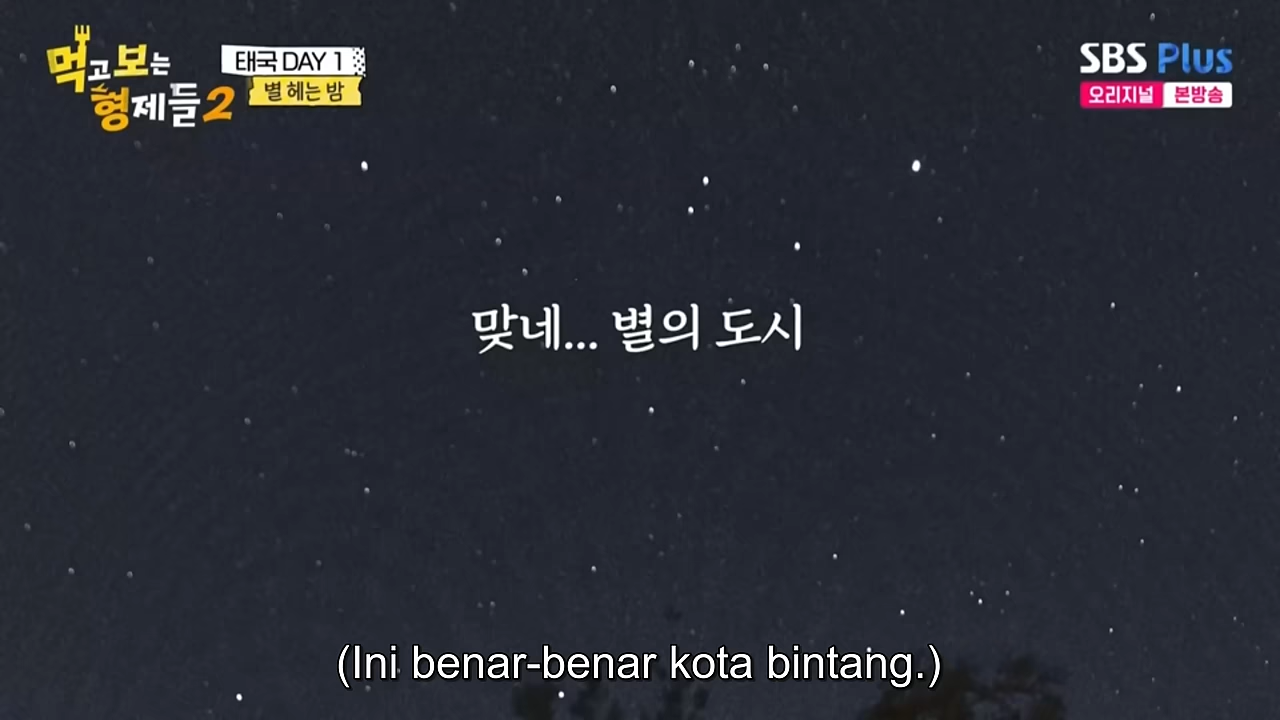 먹고 보는
형제들 2
태국 DAY 1
별 헤는 밤
SBS Plus
오리지널 본방송
맞네... 별의 도시
(Ini benar-benar kota bintang.)